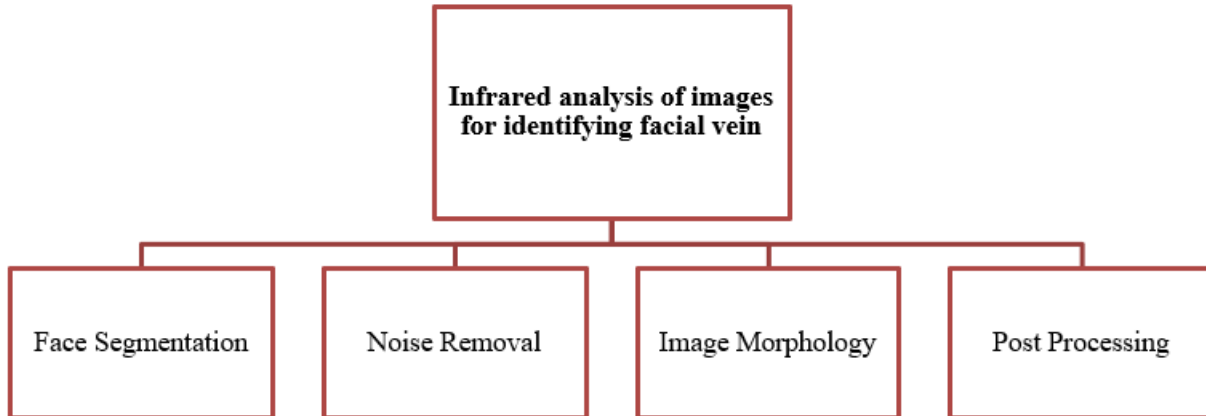 Infrared analysis of images
for identifying facial vein
Face Segmentation
Noise Removal
Image Morphology
Post Processing